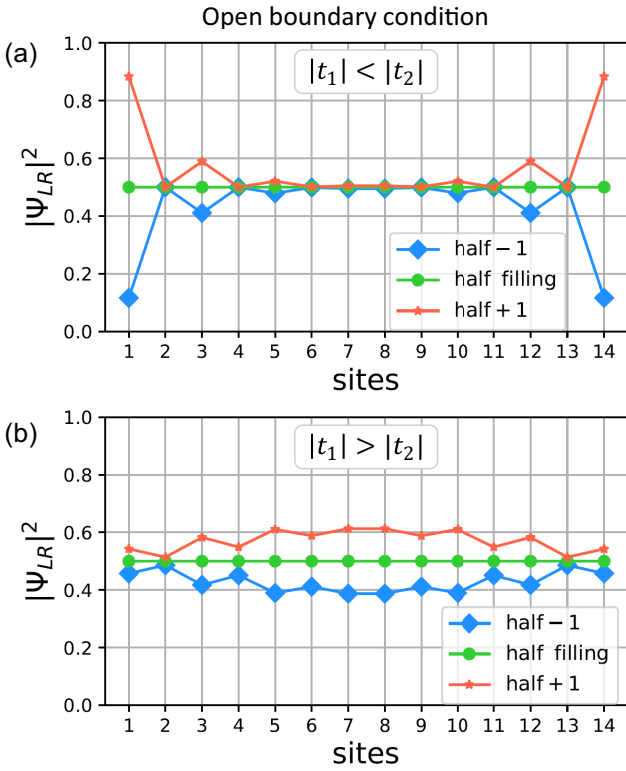 Open boundary condition
(a)
|t₁| < |t₂|
1.0
0.8
0.6
0.4
0.2
0.0
|Ψ_LR|²
half − 1
half filling
half + 1
1 2 3 4 5 6 7 8 9 10 11 12 13 14
sites
(b)
|t₁| > |t₂|
1.0
0.8
0.6
0.4
0.2
0.0
|Ψ_LR|²
half − 1
half filling
half + 1
1 2 3 4 5 6 7 8 9 10 11 12 13 14
sites